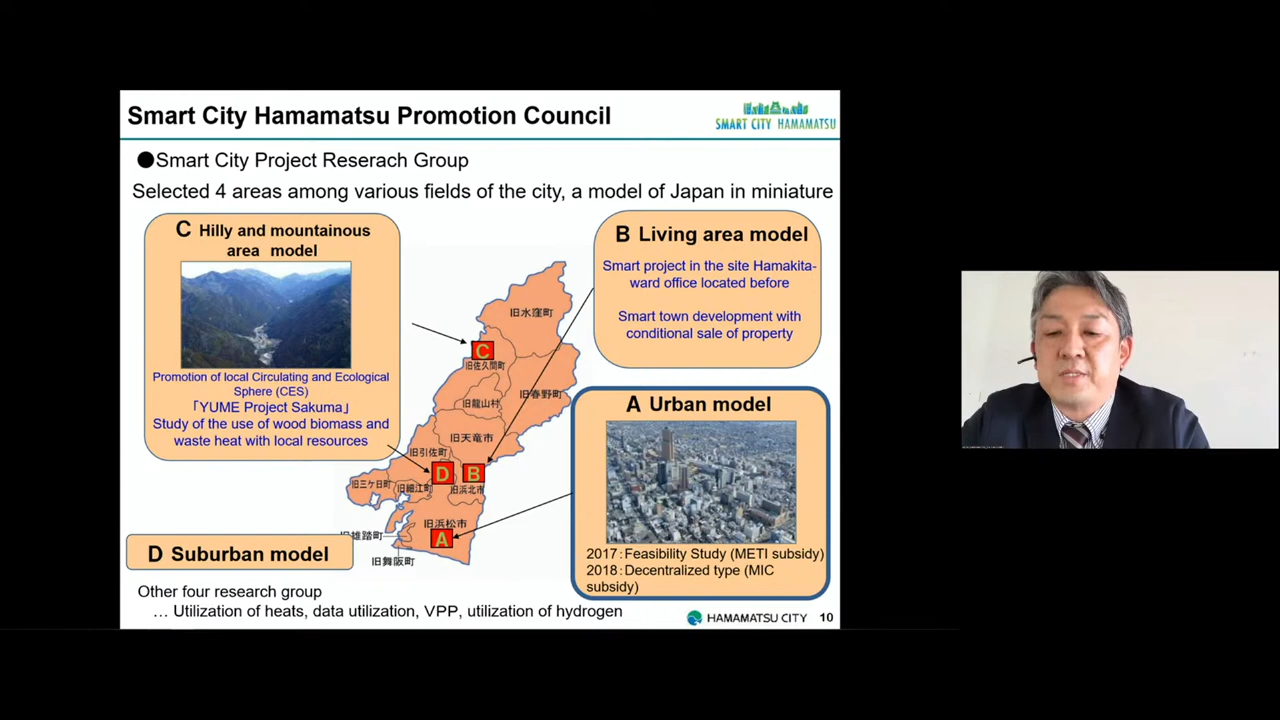 Smart City Hamamatsu Promotion Council
SMART CITY HAMAMATSU
●Smart City Project Reserach Group
Selected 4 areas among various fields of the city, a model of Japan in miniature
C Hilly and mountainous
area model
Promotion of local Circulating and Ecological
Sphere (CES)
「YUME Project Sakuma」
Study of the use of wood biomass and
waste heat with local resources
B Living area model
Smart project in the site Hamakita-
ward office located before
Smart town development with
conditional sale of property
A Urban model
2017：Feasibility Study (METI subsidy)
2018：Decentralized type (MIC
subsidy)
旧水窪町
C
旧佐久間町
旧春野町
旧龍山村
旧天竜市
旧引佐町
D
B
旧三ケ日町
旧細江町
旧浜北市
旧浜松市
A
旧雄踏町
旧舞阪町
D Suburban model
Other four research group
… Utilization of heats, data utilization, VPP, utilization of hydrogen
HAMAMATSU CITY 10